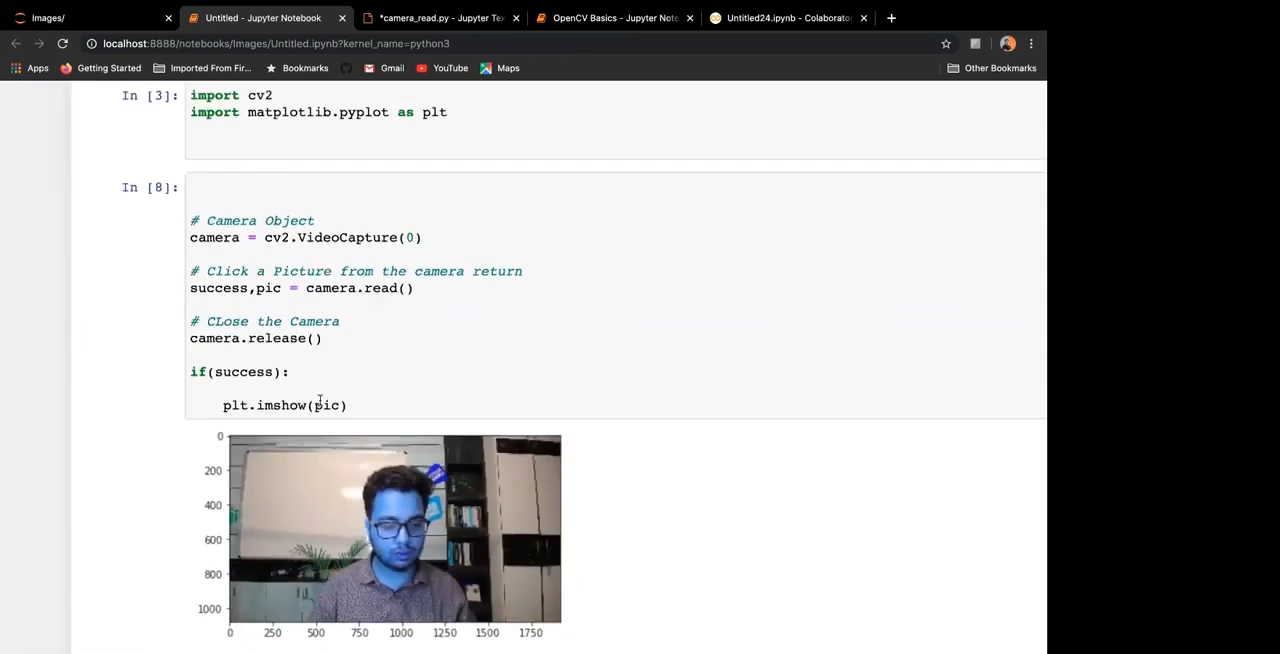 Images/
Untitled - Jupyter Notebook
*camera_read.py - Jupyter Te
OpenCV Basics - Jupyter Note
Untitled24.ipynb - Colaborato
localhost:8888/notebooks/Images/Untitled.ipynb?kernel_name=python3
Apps
Getting Started
Imported From Fir...
Bookmarks
Gmail
YouTube
Maps
Other Bookmarks
In [3]:
import cv2
import matplotlib.pyplot as plt
In [8]:
# Camera Object
camera = cv2.VideoCapture(0)
# Click a Picture from the camera return
success,pic = camera.read()
# CLose the Camera
camera.release()
if(success):
plt.imshow(pic)
0
200
400
600
800
1000
0 250 500 750 1000 1250 1500 1750